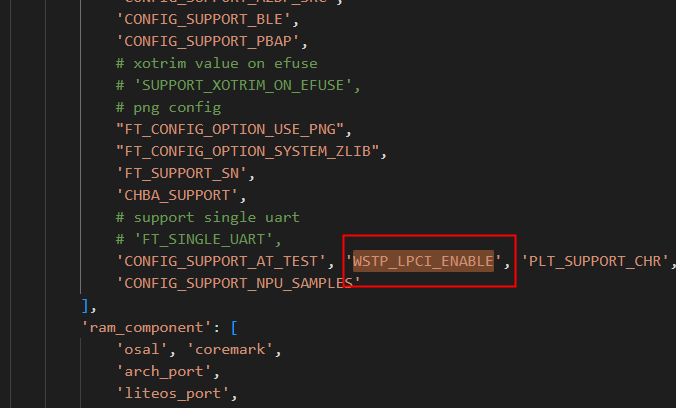 'CONFIG_SUPPORT_BLE',
'CONFIG_SUPPORT_PBAP',
# xotrim value on efuse
# 'SUPPORT_XOTRIM_ON_EFUSE',
# png config
"FT_CONFIG_OPTION_USE_PNG",
"FT_CONFIG_OPTION_SYSTEM_ZLIB",
'FT_SUPPORT_SN',
'CHBA_SUPPORT',
# support single uart
# 'FT_SINGLE_UART',
'CONFIG_SUPPORT_AT_TEST', 'WSTP_LPCI_ENABLE', 'PLT_SUPPORT_CHR',
'CONFIG_SUPPORT_NPU_SAMPLES'
],
'ram_component': [
'osal', 'coremark',
'arch_port',
'liteos_port',